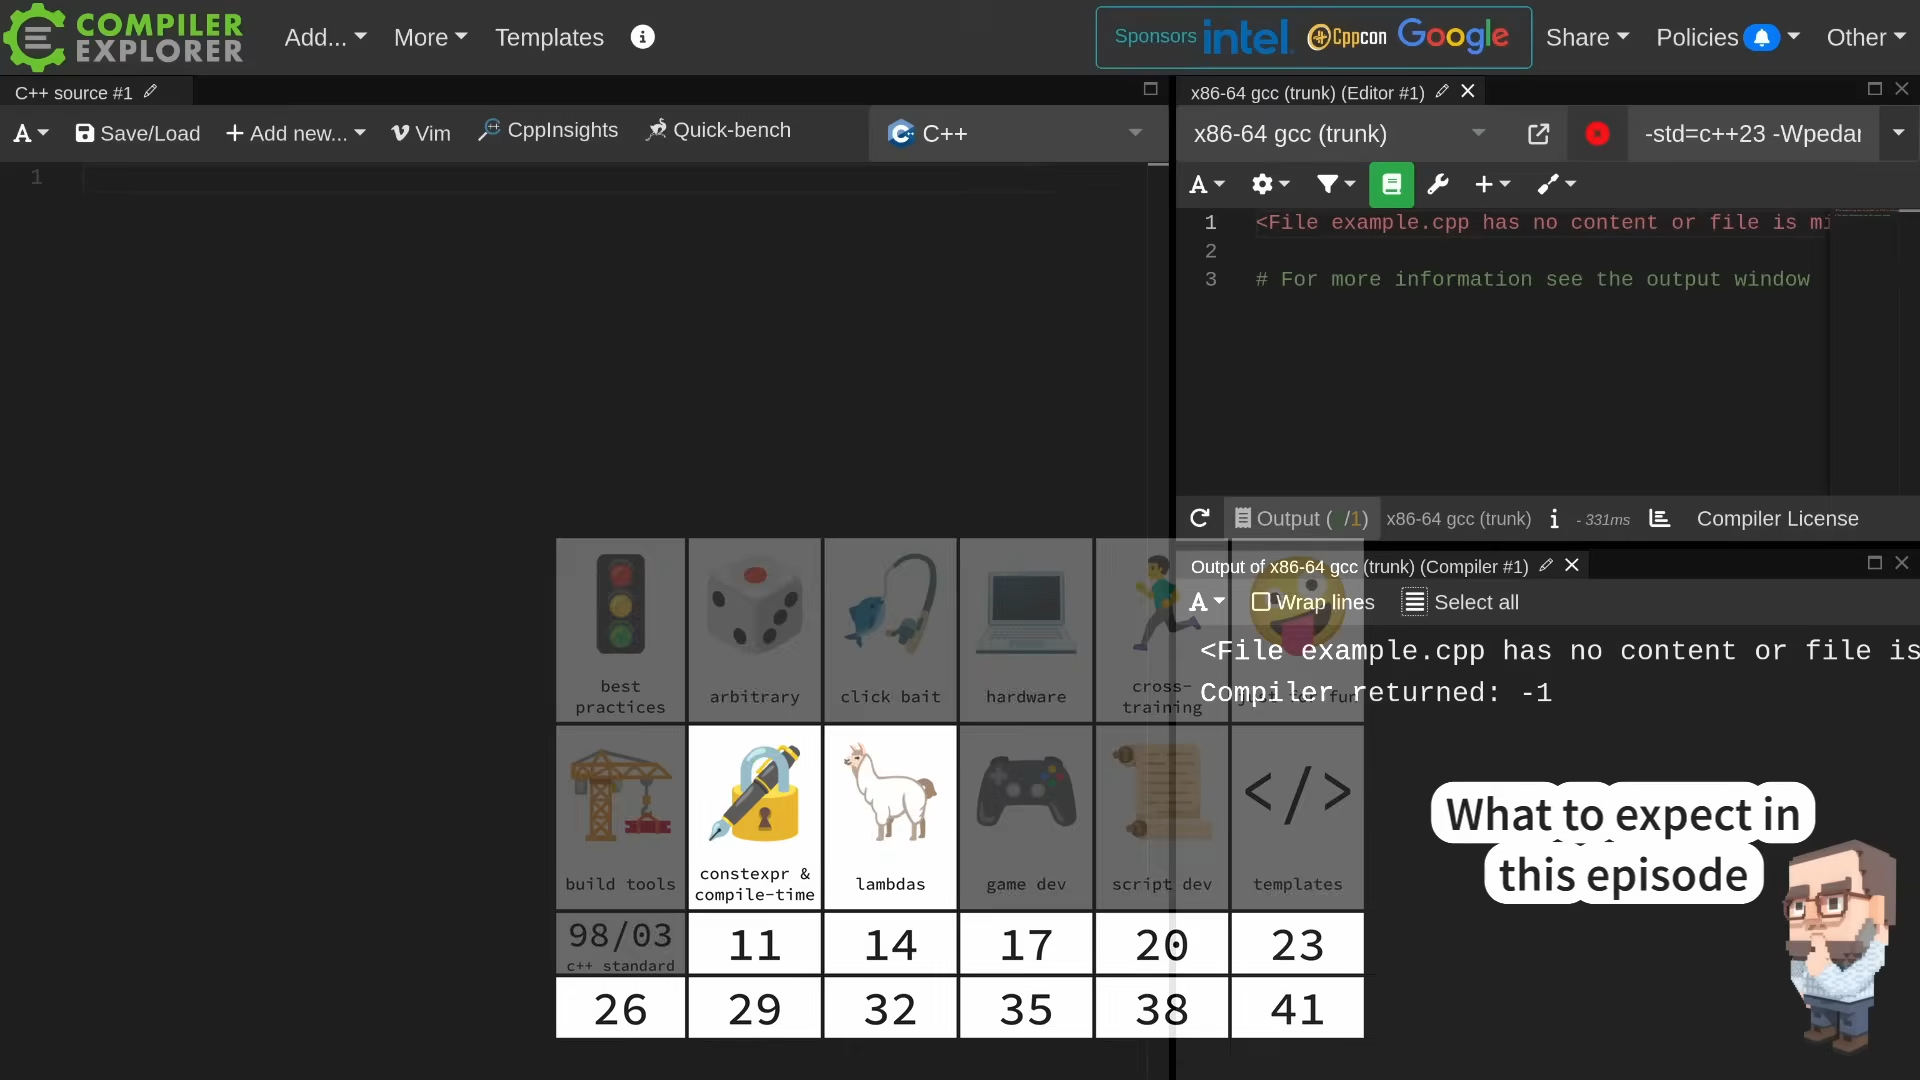 COMPILER
EXPLORER
Add...
More
Templates
Sponsors
intel.
Cppcon
Google
Share
Policies
Other
C++ source #1
x86-64 gcc (trunk) (Editor #1)
A
Save/Load
+ Add new...
Vim
CppInsights
Quick-bench
C++
x86-64 gcc (trunk)
-std=c++23 -Wpedar
A
1
1
<File example.cpp has no content or file is mi
2
3
# For more information see the output window
Output ( /1)
x86-64 gcc (trunk)
i
- 331ms
Compiler License
Output of x86-64 gcc (trunk) (Compiler #1)
A
Wrap lines
Select all
<File example.cpp has no content or file is
Compiler returned: -1
best
practices
arbitrary
click bait
hardware
cross-
training
just for fun
build tools
constexpr &
compile-time
lambdas
game dev
script dev
</>
templates
98/03
c++ standard
11
14
17
20
23
26
29
32
35
38
41
What to expect in
this episode